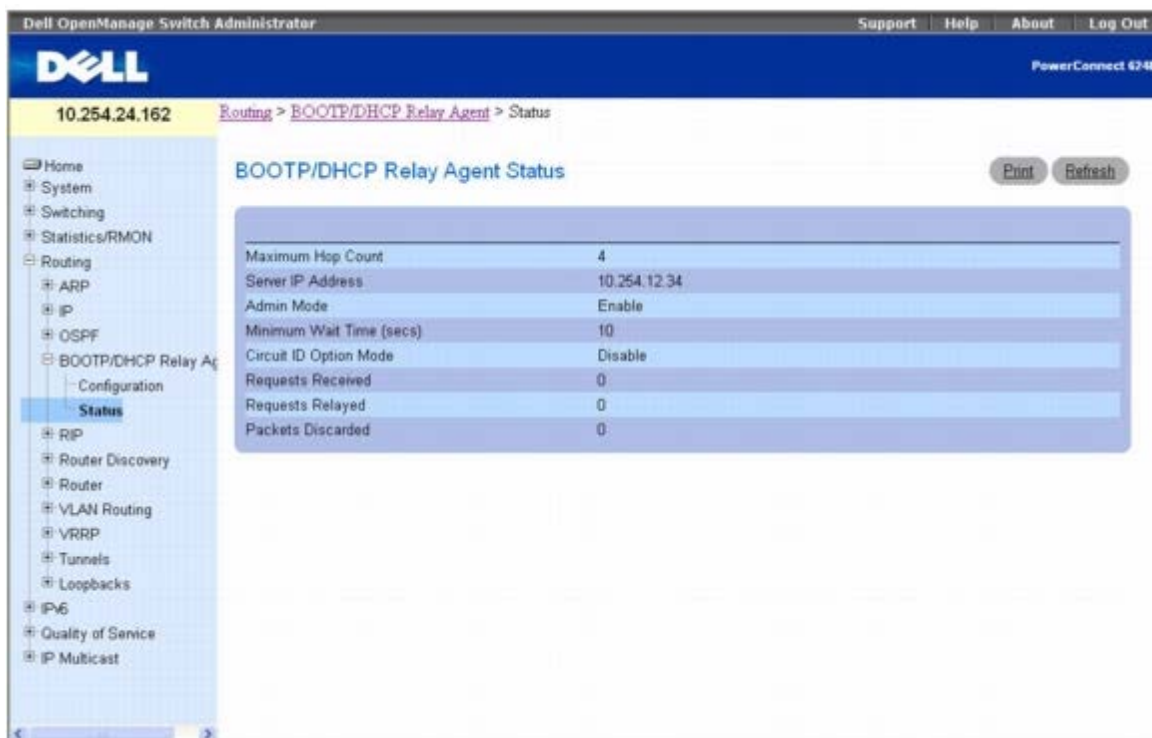 Dell OpenManage Switch Administrator Support Help About Log Out
DELL
PowerConnect 624
10.254.24.162
Routing > BOOTP/DHCP Relay Agent > Status
Home
System
Switching
Statistics/RMON
Routing
ARP
IP
OSPF
BOOTP/DHCP Relay Ag
Configuration
Status
RIP
Router Discovery
Router
VLAN Routing
VRRP
Tunnels
Loopbacks
IPv6
Quality of Service
IP Multicast
BOOTP/DHCP Relay Agent Status
Print Refresh
Maximum Hop Count 4
Server IP Address 10.254.12.34
Admin Mode Enable
Minimum Wait Time (secs) 10
Circuit ID Option Mode Disable
Requests Received 0
Requests Relayed 0
Packets Discarded 0